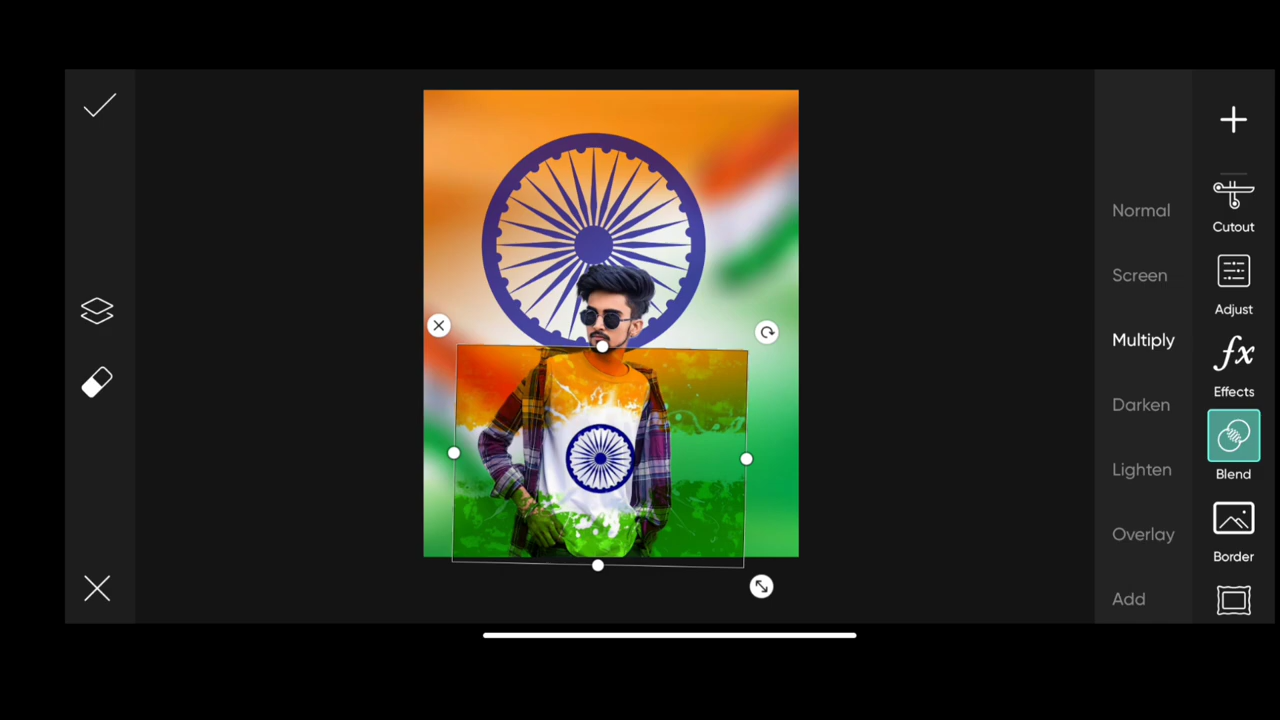 Normal
Screen
Multiply
Darken
Lighten
Overlay
Add
Cutout
Adjust
fx
Effects
Blend
Border